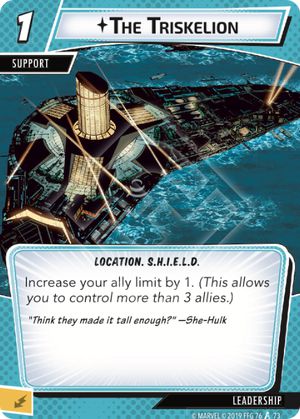 1
THE TRISKELION
SUPPORT
LOCATION. S.H.I.E.L.D.
Increase your ally limit by 1. (This allows
you to control more than 3 allies.)
"Think they made it tall enough?" —She-Hulk
LEADERSHIP
© MARVEL © 2019 FFG 76 A 73